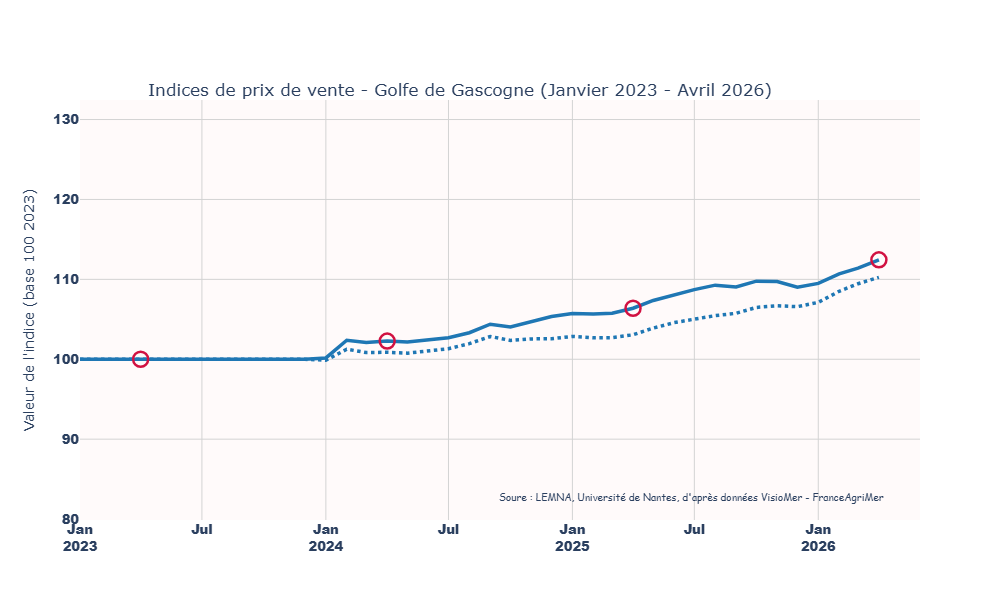 Indices de prix de vente - Golfe de Gascogne (Janvier 2023 - Avril 2026)
Valeur de l'indice (base 100 2023)
130
120
110
100
90
80
Soure : LEMNA, Université de Nantes, d'après données VisioMer - FranceAgriMer
Jan Jul Jan Jul Jan Jul Jan
2023 2024 2025 2026